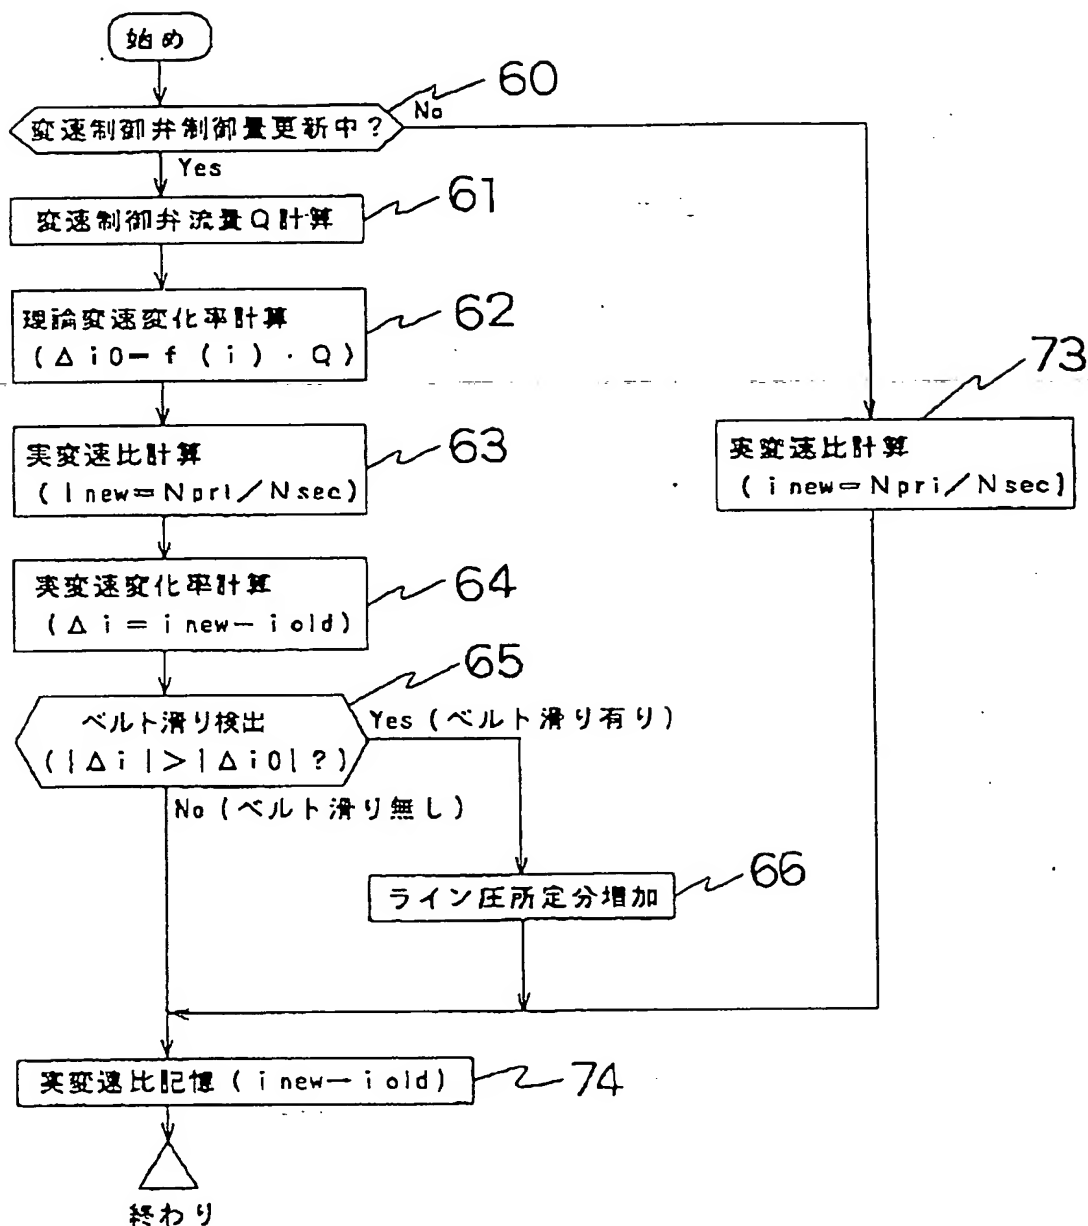 始め
60
変速制御弁制御量更新中?
No
Yes
変速制御弁流量Q計算
61
理論変速変化率計算
(Δi0=f(i)・Q)
62
実変速比計算
(inew=Npri/Nsec)
63
実変速比計算
(inew=Npri/Nsec)
73
実変速変化率計算
(Δi=inew-iold)
64
65
ベルト滑り検出
(|Δi|>|Δi0|?)
Yes(ベルト滑り有り)
No(ベルト滑り無し)
ライン圧所定分増加
66
実変速比記憶(inew→iold)
74
終わり